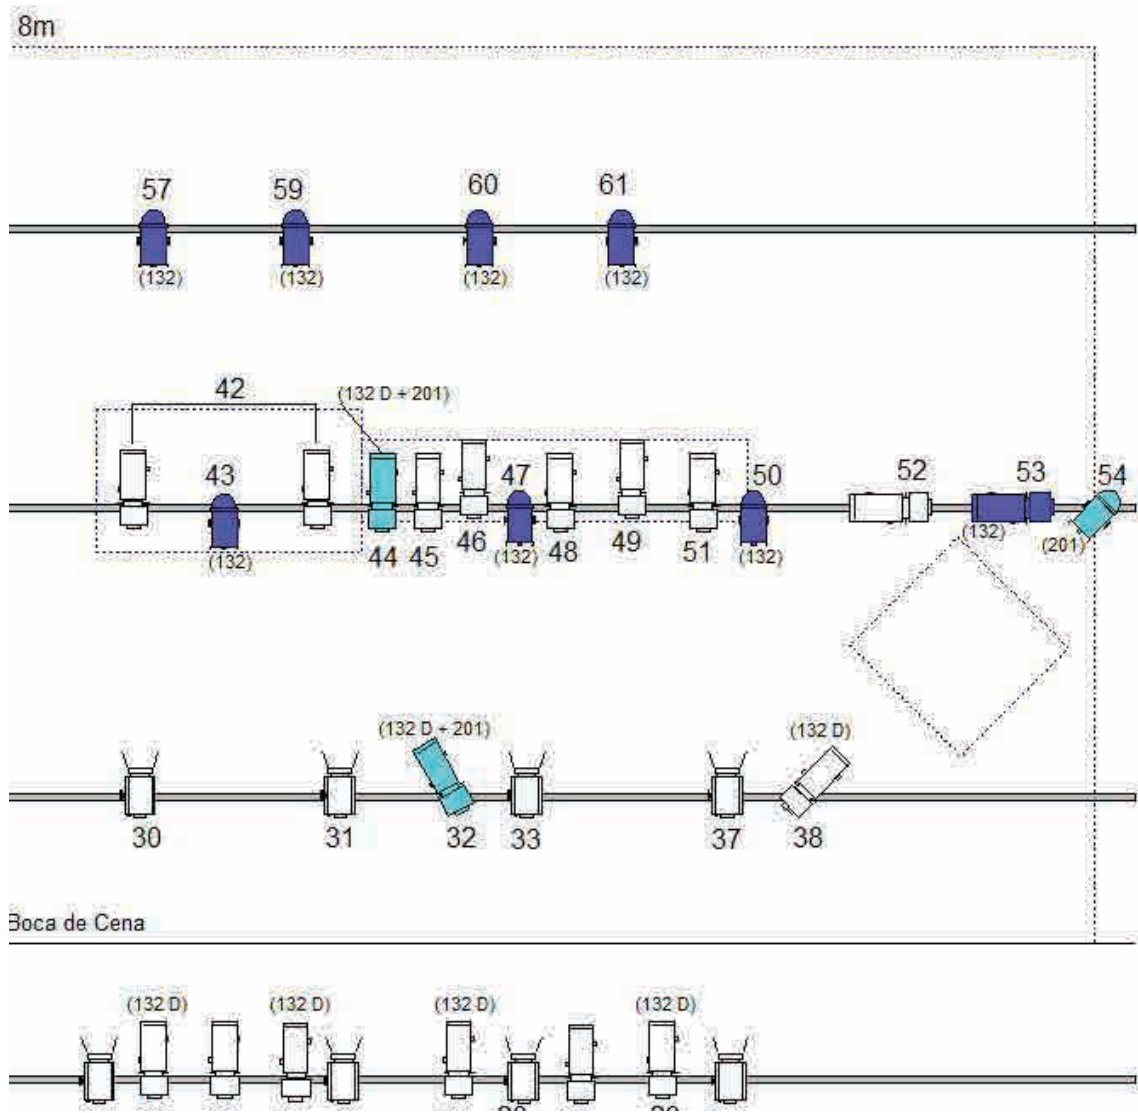 8m
57 59 60 61
(132) (132) (132) (132)
42 (132 D + 201)
43 47 50 52 53 54
(132) (201)
44 45 46 48 49 51
(132) (132) (132)
(132 D + 201) (132 D)
30 31 32 33 37 38
Boca de Cena
(132 D) (132 D) (132 D) (132 D)